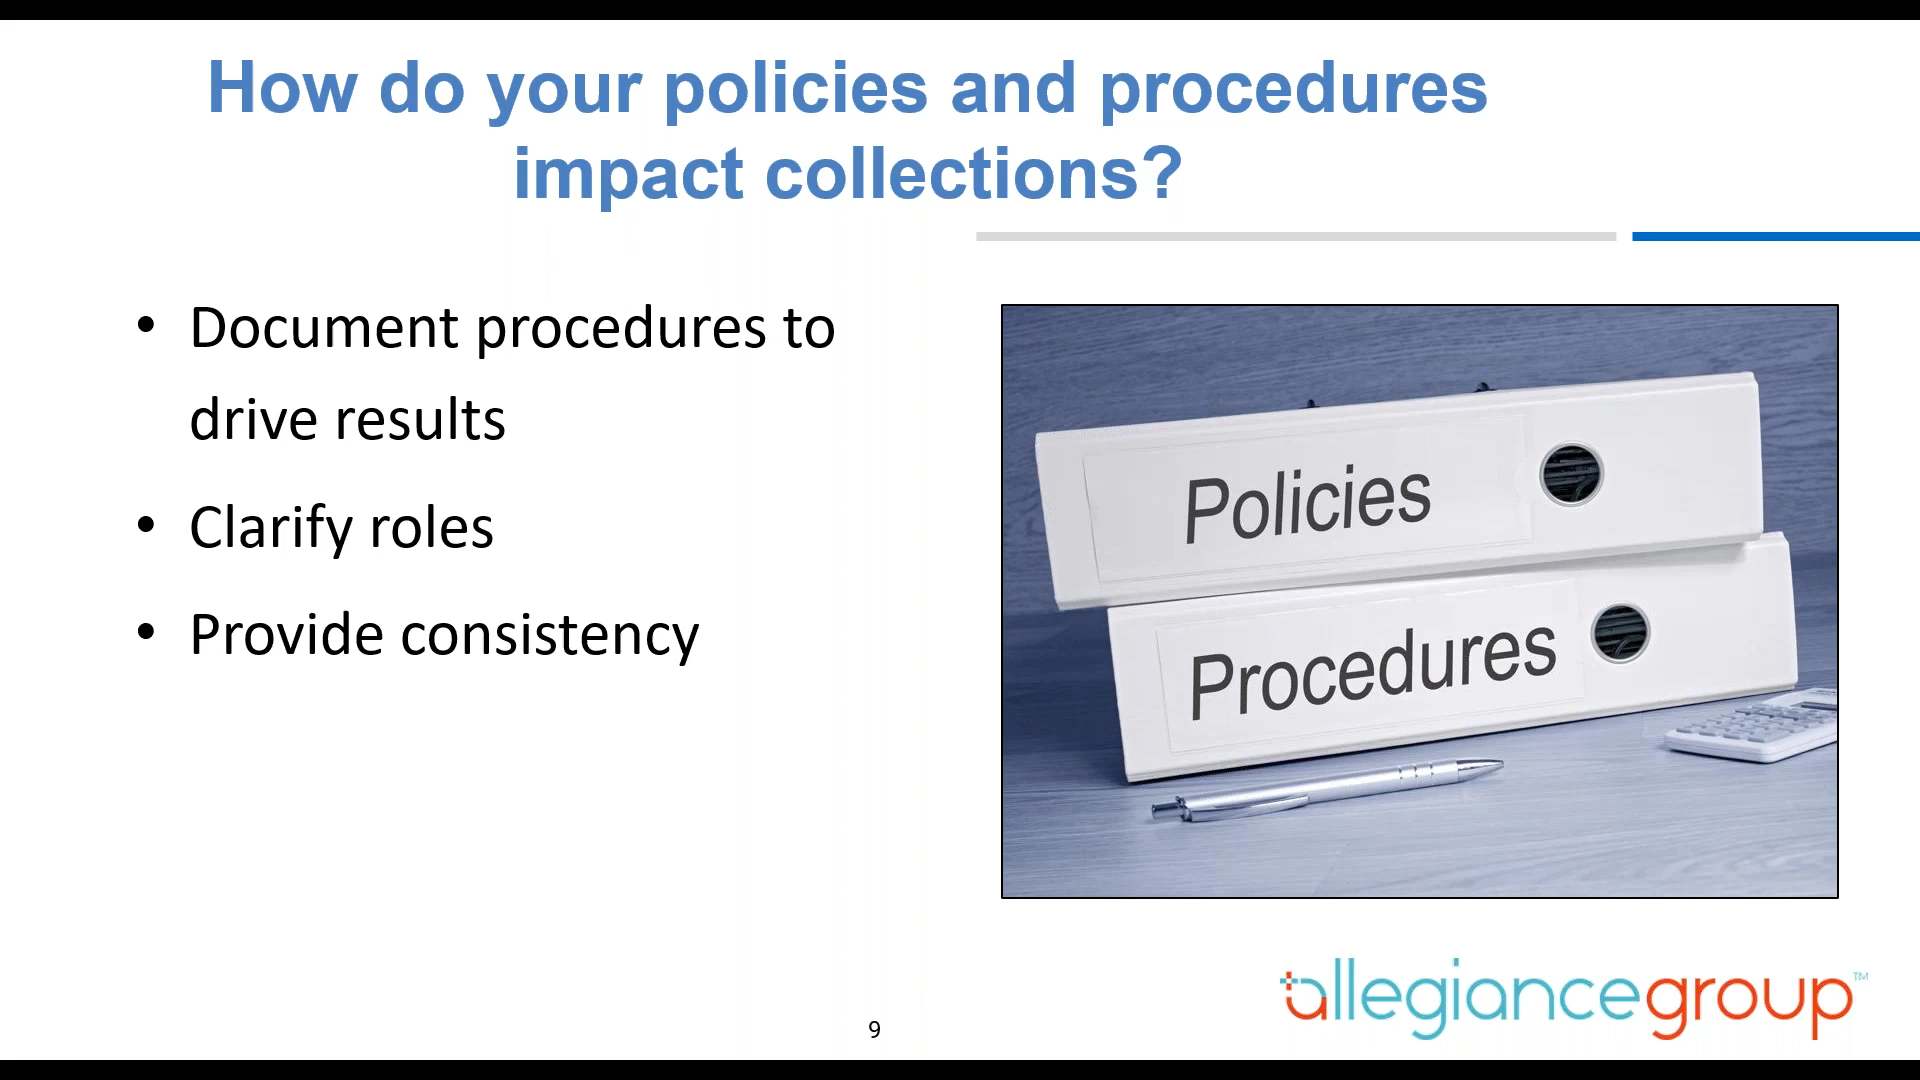 How do your policies and procedures
impact collections?
• Document procedures to
drive results
• Clarify roles
• Provide consistency
Policies
Procedures
allegiancegroup™
9